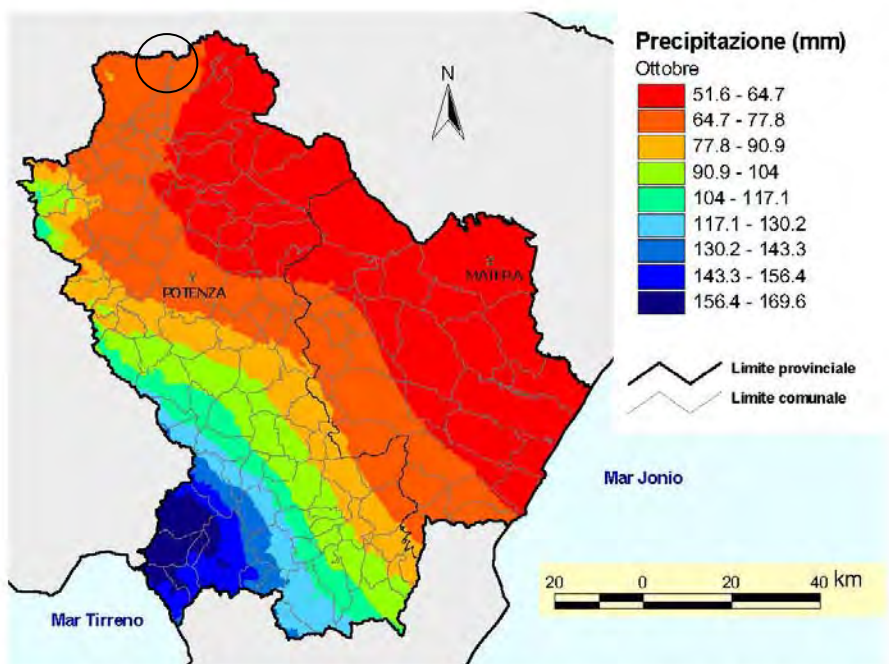 Precipitazione (mm)
Ottobre
51.6 - 64.7
64.7 - 77.8
77.8 - 90.9
90.9 - 104
104 - 117.1
117.1 - 130.2
130.2 - 143.3
143.3 - 156.4
156.4 - 169.6
Limite provinciale
Limite comunale
N
POTENZA
MATERA
Mar Jonio
Mar Tirreno
20 0 20 40 km